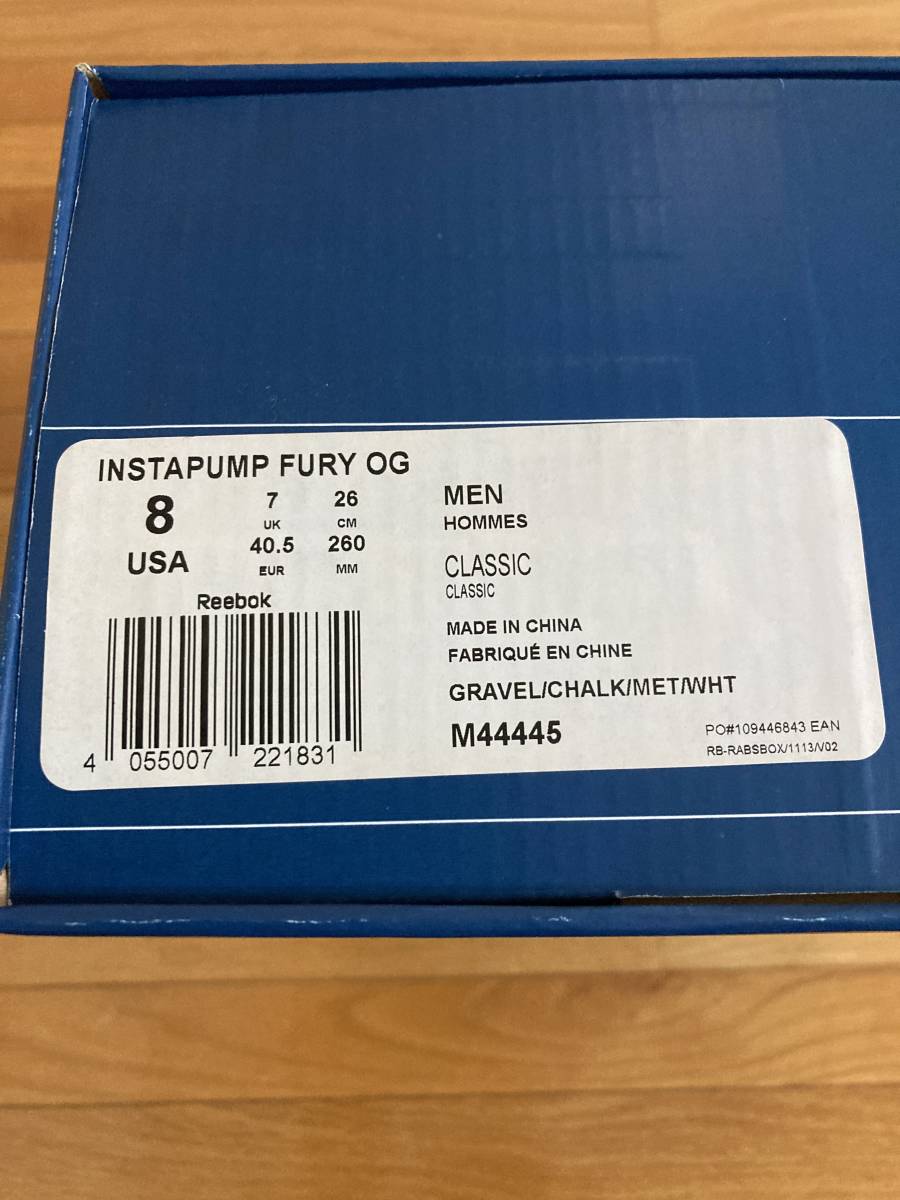 INSTAPUMP FURY OG
8
USA
7
UK
40.5
EUR
26
CM
260
MM
Reebok
4 055007 221831
MEN
HOMMES
CLASSIC
CLASSIC
MADE IN CHINA
FABRIQUÉ EN CHINE
GRAVEL/CHALK/MET/WHT
M44445
PO#109446843 EAN
RB-RABSBOX/1113/V02